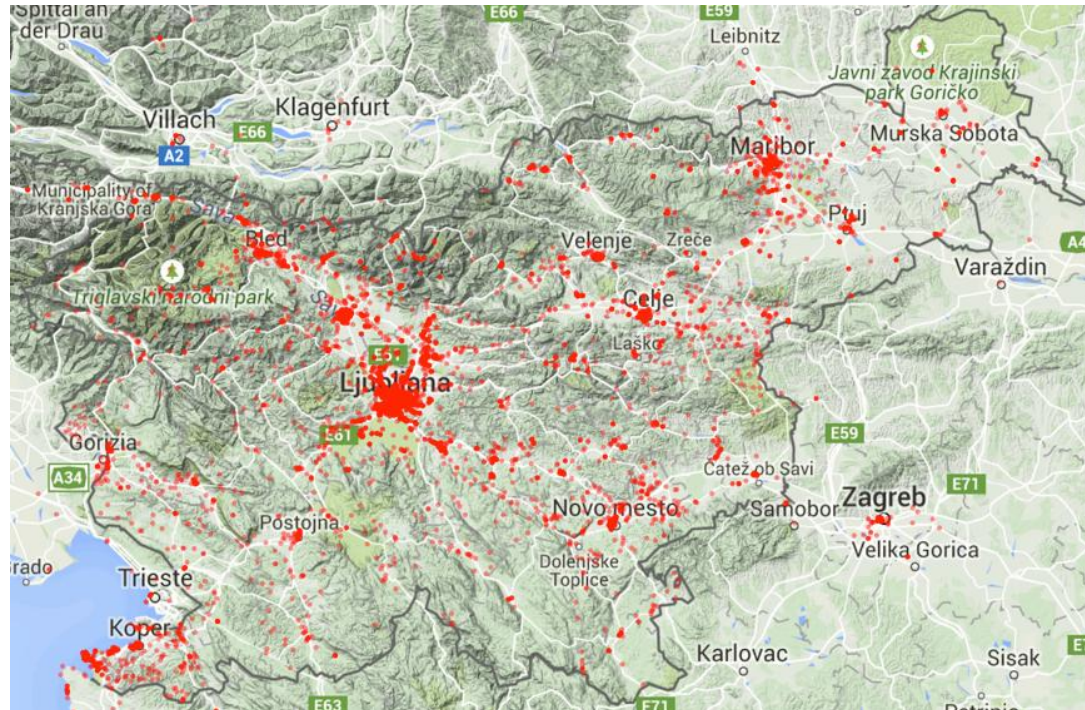 Spittal an
der Drau
E66
E59
Leibnitz
Javni zavod Krajinski
park Goričko
Klagenfurt
Villach
E66
A2
Maribor
Murska Sobota
Municipality of
Kranjska Gora
Sava
Bled
Ptuj
Velenje
Zreče
A4
Varaždin
Triglavski narodni park
Celje
Laško
Ljubljana
E61
E59
Gorizia
A34
Čatež ob Savi
Zagreb
E71
Novo mesto
Samobor
Postojna
Velika Gorica
Dolenjske
Toplice
Grado
Trieste
Koper
Karlovac
Sisak
E63
E71
Petrinja